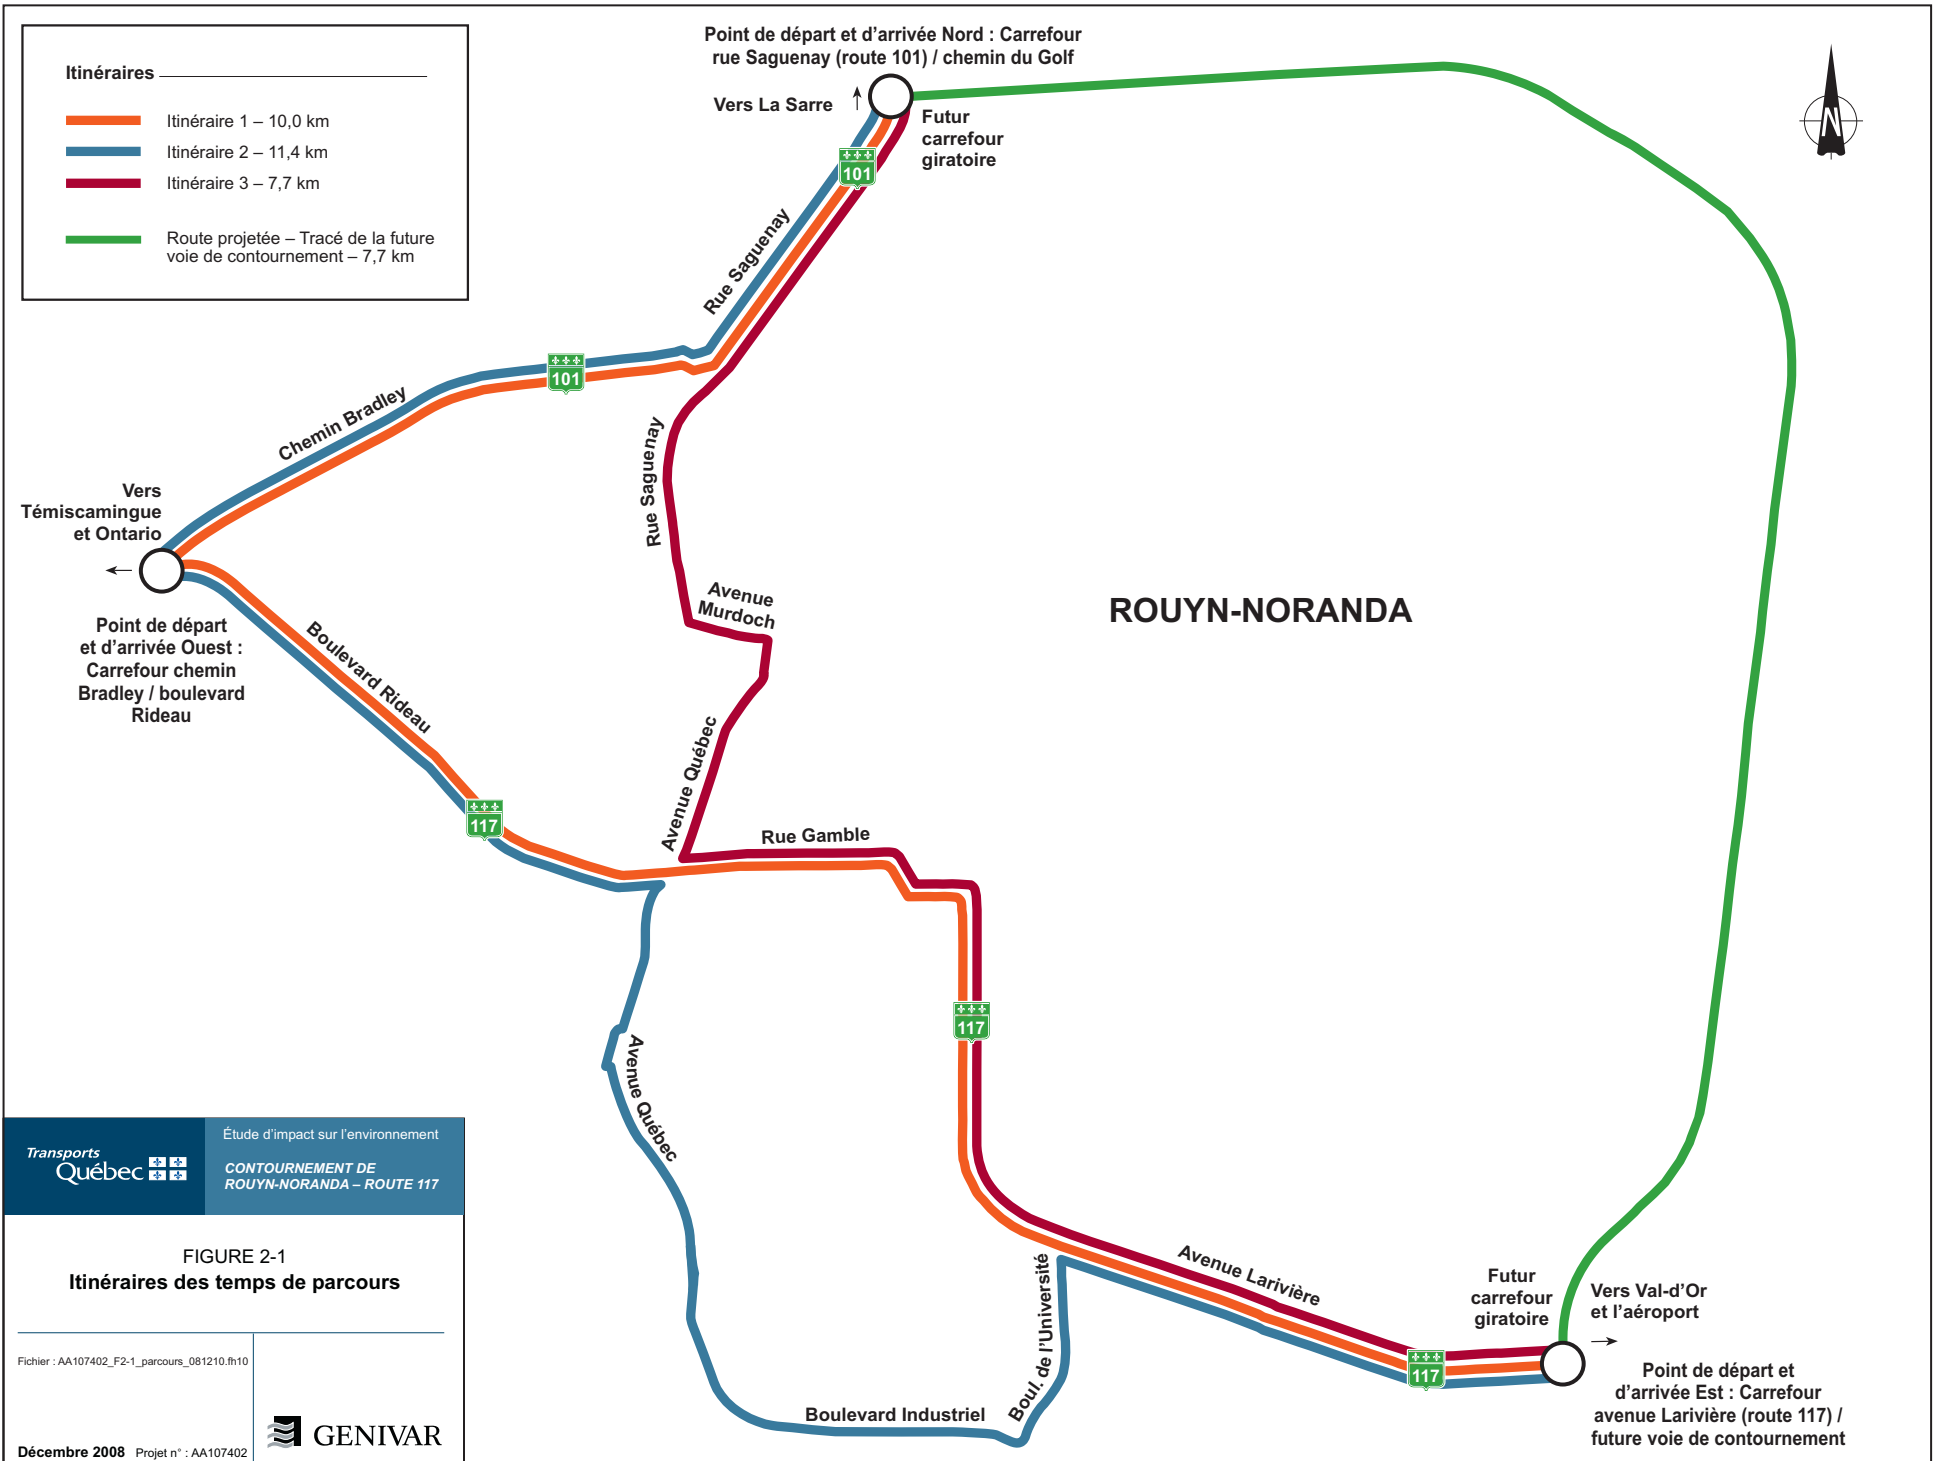 Itinéraires
Itinéraire 1 – 10,0 km
Itinéraire 2 – 11,4 km
Itinéraire 3 – 7,7 km
Route projetée – Tracé de la future
voie de contournement – 7,7 km
Point de départ et d'arrivée Nord : Carrefour
rue Saguenay (route 101) / chemin du Golf
Vers La Sarre
Futur
carrefour
giratoire
N
101
Rue Saguenay
101
Chemin Bradley
Rue Saguenay
Vers
Témiscamingue
et Ontario
Point de départ
et d'arrivée Ouest :
Carrefour chemin
Bradley / boulevard
Rideau
Boulevard Rideau
Avenue
Murdoch
ROUYN-NORANDA
Avenue Québec
117
Rue Gamble
117
Avenue Québec
Avenue Larivière
Boul. de l'Université
Boulevard Industriel
117
Futur
carrefour
giratoire
Vers Val-d'Or
et l'aéroport
Point de départ et
d'arrivée Est : Carrefour
avenue Larivière (route 117) /
future voie de contournement
Transports
Québec
Étude d'impact sur l'environnement
CONTOURNEMENT DE
ROUYN-NORANDA – ROUTE 117
FIGURE 2-1
Itinéraires des temps de parcours
Fichier : AA107402_F2-1_parcours_081210.fh10
Décembre 2008 Projet n° : AA107402
GENIVAR